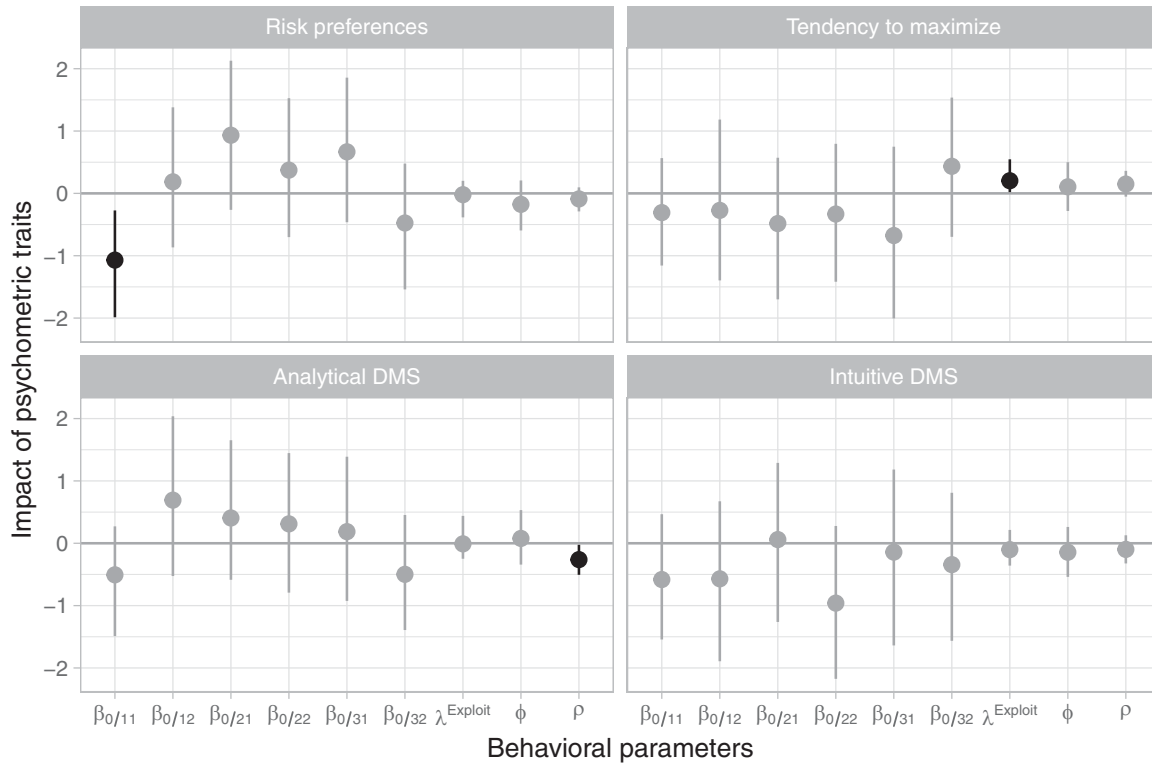 Risk preferences
Tendency to maximize
2
1
0
−1
−2
Analytical DMS
Intuitive DMS
2
1
0
−1
−2
Impact of psychometric traits
β0/11 β0/12 β0/21 β0/22 β0/31 β0/32 λExploit ϕ ρ
β0/11 β0/12 β0/21 β0/22 β0/31 β0/32 λExploit ϕ ρ
Behavioral parameters